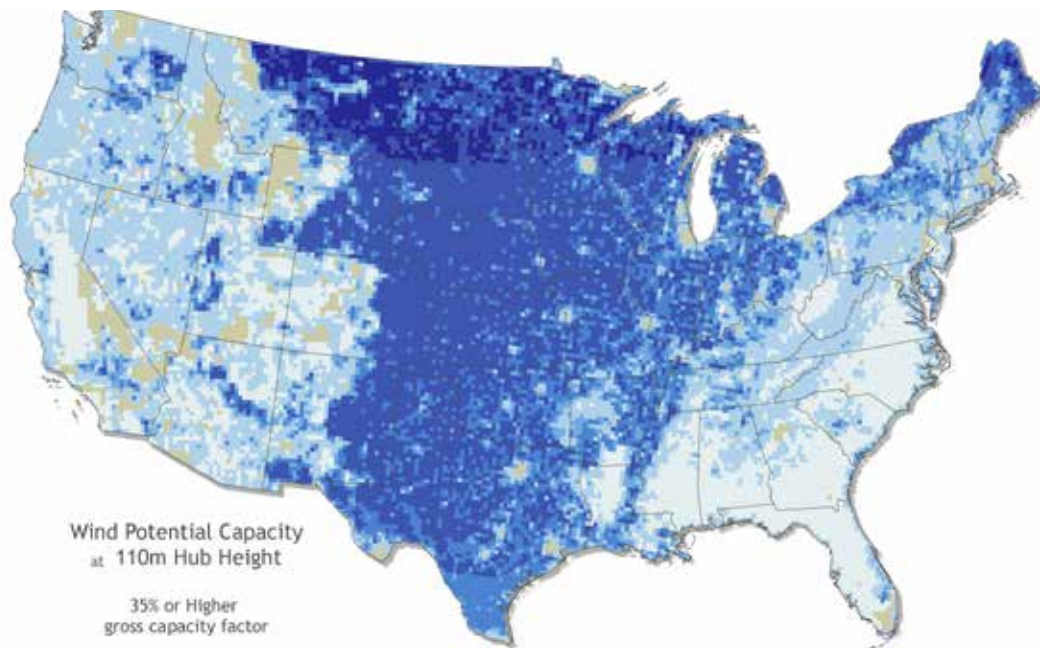 Wind Potential Capacity
at 110m Hub Height
35% or Higher
gross capacity factor